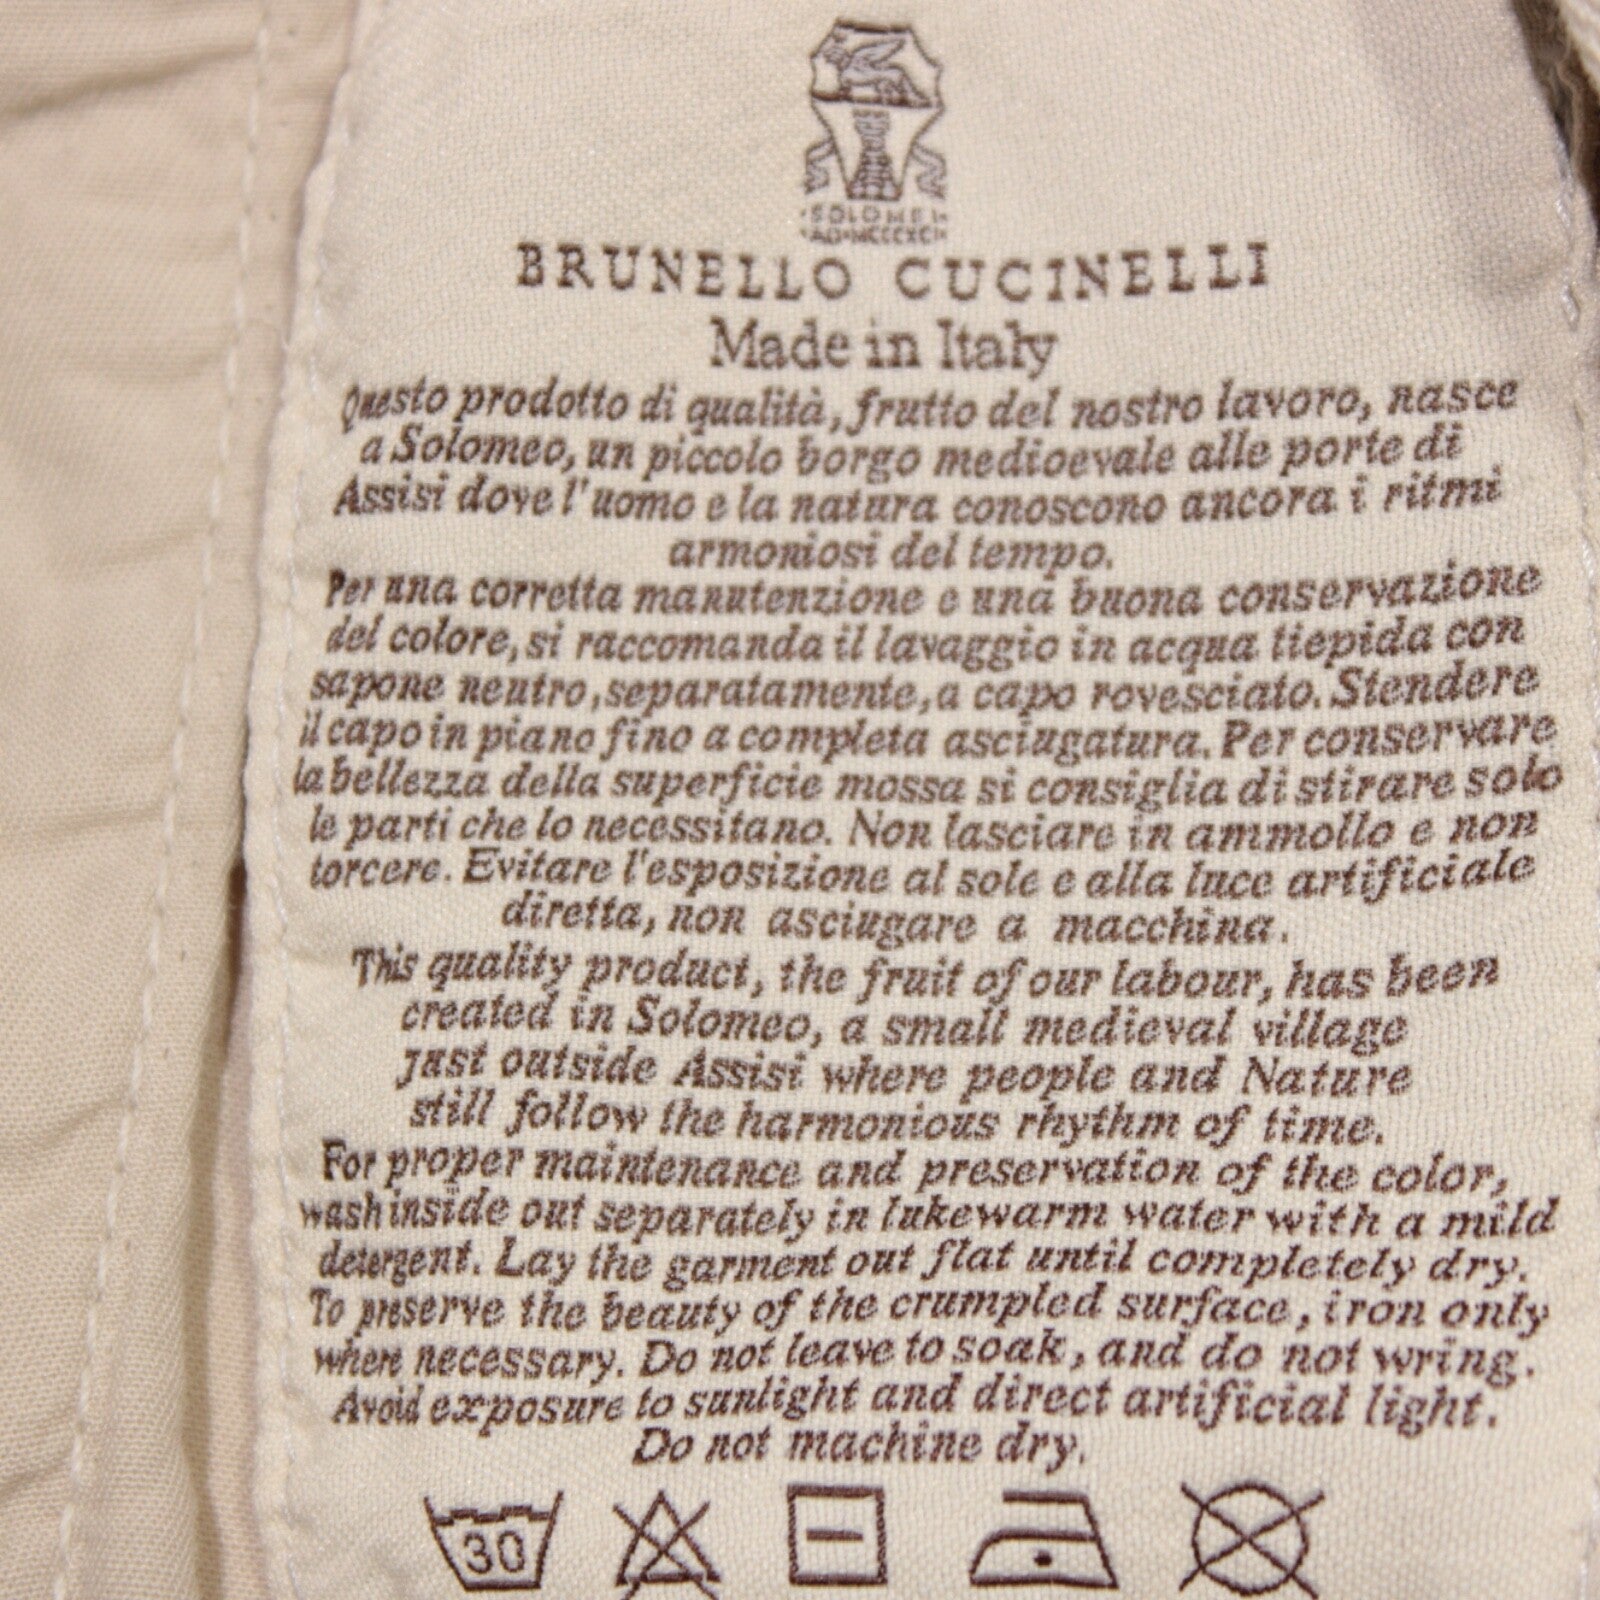 SOLOMEI
BRUNELLO CUCINELLI
Made in Italy
Questo prodotto di qualità, frutto del nostro lavoro, nasce
a Solomeo, un piccolo borgo medioevale alle porte di
Assisi dove l'uomo e la natura conoscono ancora i ritmi
armoniosi del tempo.
Per una corretta manutenzione e una buona conservazione
del colore, si raccomanda il lavaggio in acqua tiepida con
sapone neutro, separatamente, a capo rovesciato. Stendere
il capo in piano fino a completa asciugatura. Per conservare
la bellezza della superficie mossa si consiglia di stirare solo
le parti che lo necessitano. Non lasciare in ammollo e non
torcere. Evitare l'esposizione al sole e alla luce artificiale
diretta, non asciugare a macchina.
This quality product, the fruit of our labour, has been
created in Solomeo, a small medieval village
just outside Assisi where people and Nature
still follow the harmonious rhythm of time.
For proper maintenance and preservation of the color,
wash inside out separately in lukewarm water with a mild
detergent. Lay the garment out flat until completely dry.
To preserve the beauty of the crumpled surface, iron only
where necessary. Do not leave to soak, and do not wring.
Avoid exposure to sunlight and direct artificial light.
Do not machine dry.
30